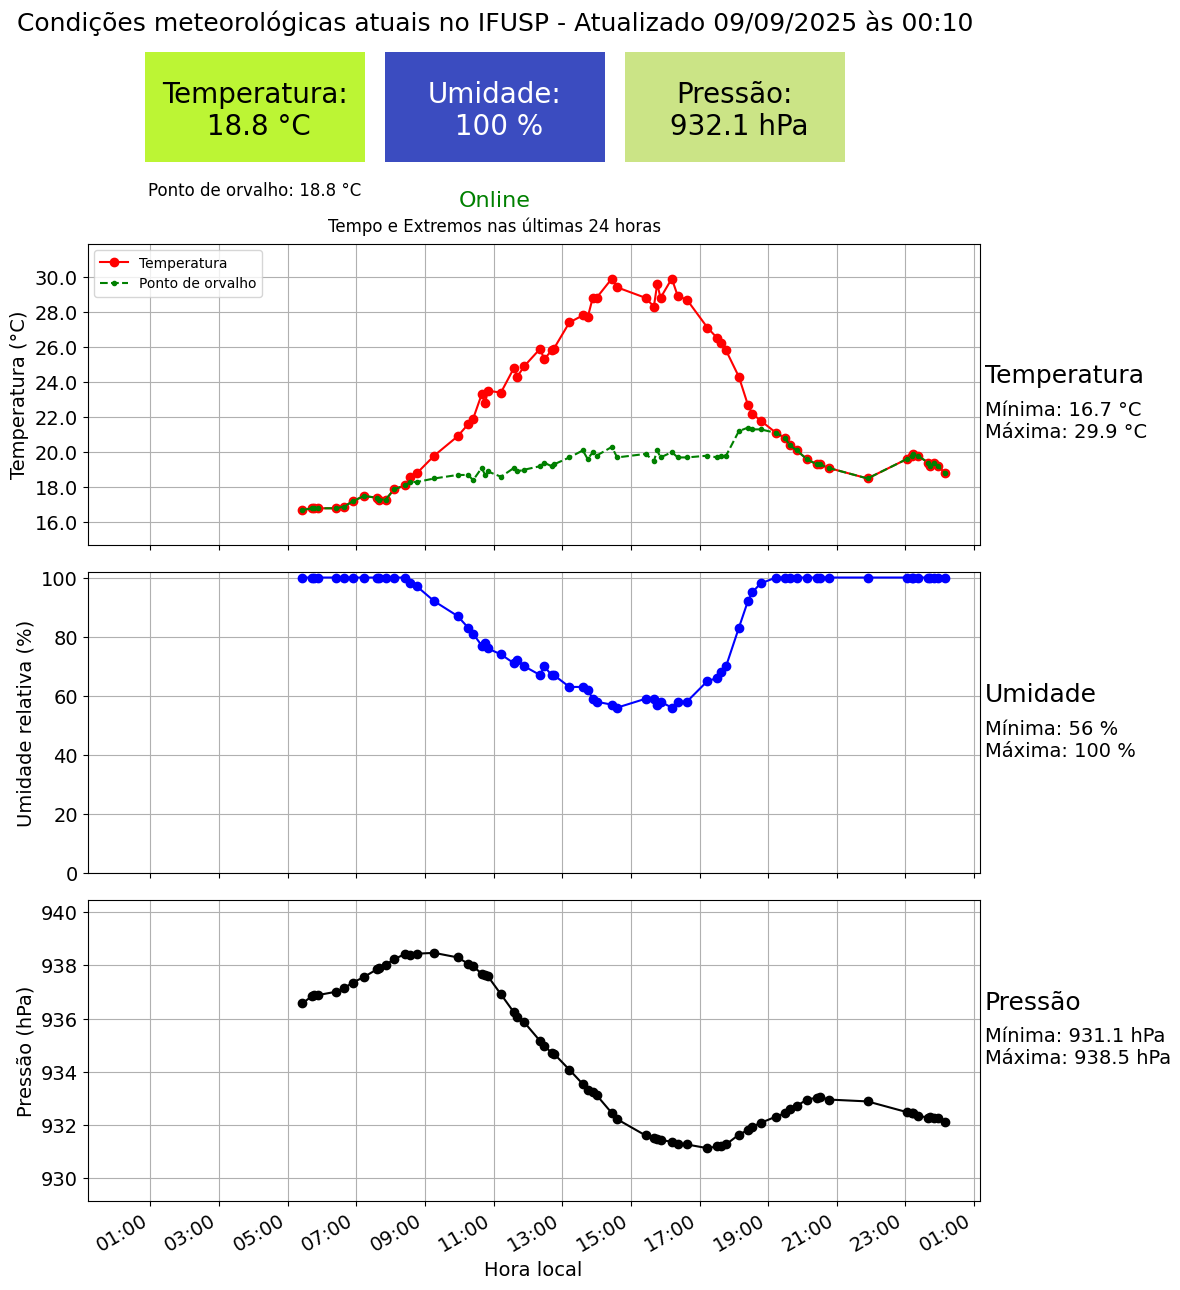 Condições meteorológicas atuais no IFUSP - Atualizado 09/09/2025 às 00:10
Temperatura:
18.8 °C
Umidade:
100 %
Pressão:
932.1 hPa
Ponto de orvalho: 18.8 °C
Online
Tempo e Extremos nas últimas 24 horas
Temperatura
Ponto de orvalho
Temperatura (°C)
30.0
28.0
26.0
24.0
22.0
20.0
18.0
16.0
Temperatura
Mínima: 16.7 °C
Máxima: 29.9 °C
Umidade relativa (%)
100
80
60
40
20
0
Umidade
Mínima: 56 %
Máxima: 100 %
Pressão (hPa)
940
938
936
934
932
930
Pressão
Mínima: 931.1 hPa
Máxima: 938.5 hPa
01:00 03:00 05:00 07:00 09:00 11:00 13:00 15:00 17:00 19:00 21:00 23:00 01:00
Hora local